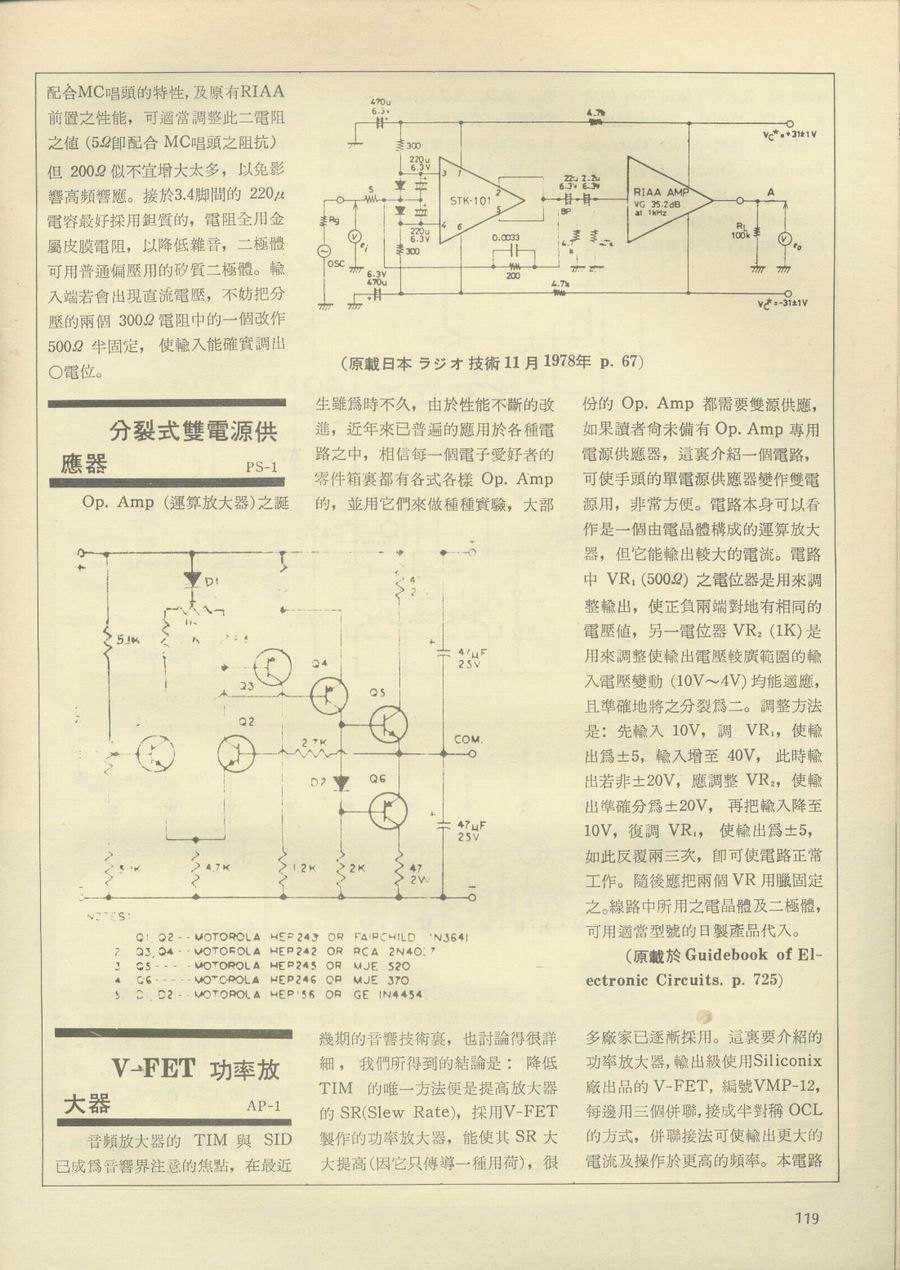 配合MC唱頭的特性,及原有RIAA
前置之性能，可適當調整此二電阻
之值 (5Ω卽配合 MC唱頭之阻抗)
但 200Ω 似不宜增大太多，以免影
響高頻響應。接於3.4脚間的 220μ
電容最好採用鉭質的，電阻全用金
屬皮膜電阻，以降低雜音，二極體
可用普通偏壓用的矽質二極體。輸
入端若會出現直流電壓，不妨把分
壓的兩個 300Ω 電阻中的一個改作
500Ω 半固定， 使輸入能確實調出
○電位。
470u
6.3v
300
220u
6.3V
3 1
2
5
4 6
STK-101
5
Rg
OSC
ei
220u
6.3V
300
6.3V
470u
0.0033
200
22u 2.2u
6.3V 6.3V
BP
4.7k
4.7k
RIAA AMP
VG 35.2dB
at 1kHz
A
RL
100k
eo
Vc⁺=+31±1V
Vc⁻=-31±1V
(原載日本 ラジオ 技術 11 月 1978年 p. 67)
分裂式雙電源供
應器 PS-1
Op. Amp (運算放大器)之誕
生雖爲時不久，由於性能不斷的改
進，近年來已普遍的應用於各種電
路之中，相信每一個電子愛好者的
零件箱裏都有各式各樣 Op. Amp
的，並用它們來做種種實驗，大部
份的 Op. Amp 都需要雙源供應，
如果讀者尙未備有 Op. Amp 專用
電源供應器，這裏介紹一個電路，
可使手頭的單電源供應器變作雙電
源用，非常方便。電路本身可以看
作是一個由電晶體構成的運算放大
器，但它能輸出較大的電流。電路
中 VR₁ (500Ω) 之電位器是用來調
整輸出，使正負兩端對地有相同的
電壓值，另一電位器 VR₂ (1K) 是
用來調整使輸出電壓較廣範圍的輸
入電壓變動 (10V～4V) 均能適應，
且準確地將之分裂爲二。調整方法
是：先輸入 10V，調 VR₁，使輸
出爲±5，輸入增至 40V， 此時輸
出若非±20V，應調整 VR₂，使輸
出準確分爲±20V， 再把輸入降至
10V，復調 VR₁， 使輸出爲±5，
如此反覆兩三次，卽可使電路正常
工作。隨後應把兩個 VR 用臘固定
之。線路中所用之電晶體及二極體，
可用適當型號的日製產品代入。
(原載於 Guidebook of El-
ectronic Circuits. p. 725)
D1
5.1K
Q4
Q3
Q5
Q2
2.7K
47μF
25V
COM.
D2
Q6
47μF
25V
4.7K
1.2K
2K
47
2W
NOTES:
Q1 Q2--MOTOROLA HEP243 OR FAIRCHILD 1N3641
2 Q3,Q4--MOTOROLA HEP242 OR RCA
3 Q5----MOTOROLA HEP245 OR MJE 520
4 Q6-----MOTOROLA HEP246 OR MJE 370
5 D1 D2--MOTOROLA HEP156 OR GE 1N4454
V-FET 功率放
大器 AP-1
音頻放大器的 TIM 與 SID
已成爲音響界注意的焦點，在最近
幾期的音響技術裏，也討論得很詳
細， 我們所得到的結論是： 降低
TIM 的唯一方法便是提高放大器
的 SR(Slew Rate)，採用V-FET
製作的功率放大器，能使其 SR 大
大提高(因它只傳導一種用荷)，很
多廠家已逐漸採用。這裏要介紹的
功率放大器,輸出級使用Siliconix
廠出品的 V-FET, 編號VMP-12,
每邊用三個併聯,接成半對稱 OCL
的方式，併聯接法可使輸出更大的
電流及操作於更高的頻率。本電路
119